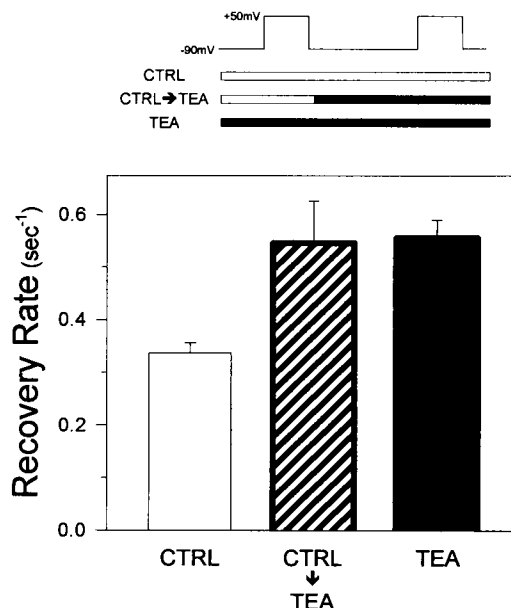 +50mV
-90mV
CTRL
CTRL➔TEA
TEA
Recovery Rate (sec⁻¹)
0.6
0.4
0.2
0.0
CTRL
CTRL
➔
TEA
TEA